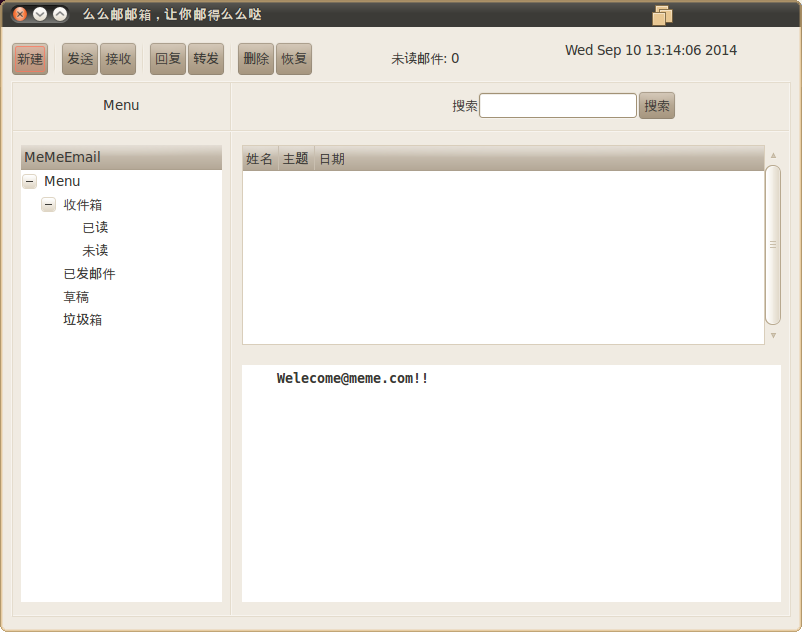 么么邮邮箱，让你邮得么么哒
新建 发送 接收 回复 转发 删除 恢复 未读邮件: 0 Wed Sep 10 13:14:06 2014
Menu 搜索 搜索
MeMeEmail
Menu
收件箱
已读
未读
已发邮件
草稿
垃圾箱
姓名 主题 日期
Welecome@meme.com!!